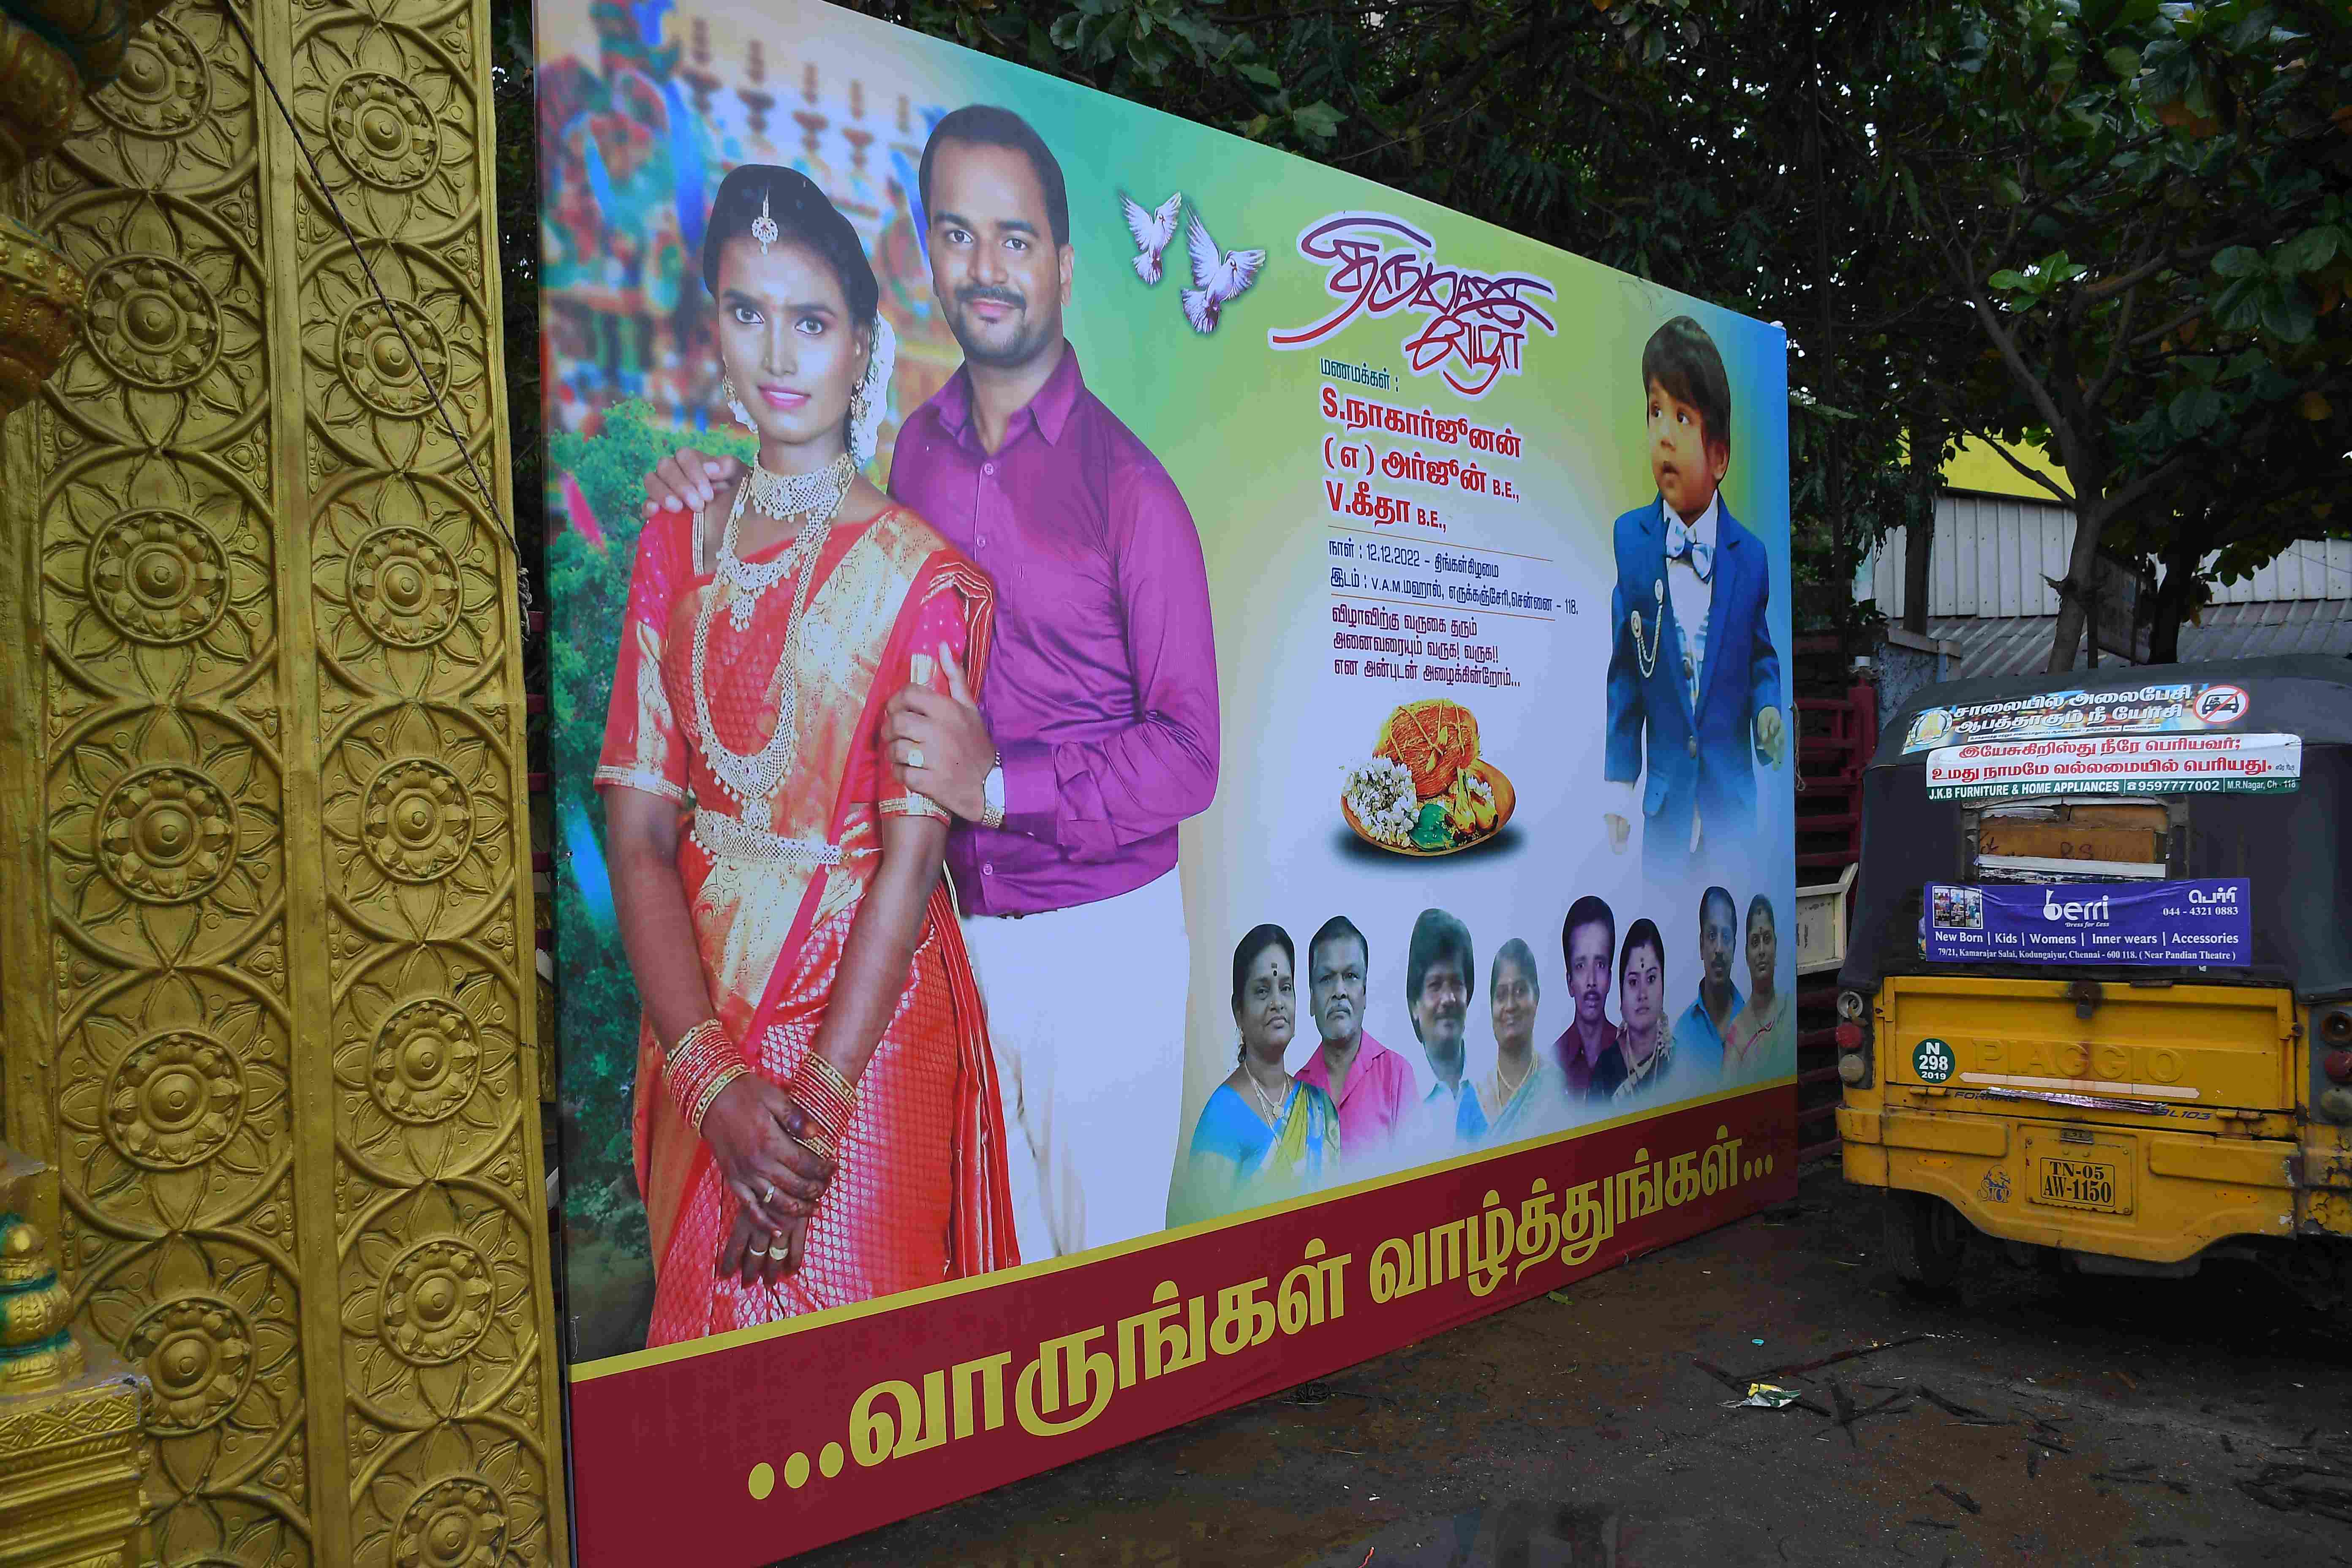 திருமண
விழா
மணமக்கள் :
S.நாகார்ஜூனன்
( எ ) அர்ஜூன் B.E.,
V.கீதா B.E.,
நாள் : 12.12.2022 - திங்கள்கிழமை
இடம் : V.A.M.மஹால், எருக்கஞ்சேரி,சென்னை - 118.
விழாவிற்கு வருகை தரும்
அனைவரையும் வருக! வருக!!
என அன்புடன் அழைக்கின்றோம்...
...வாருங்கள் வாழ்த்துங்கள்...
சாலையில் அலைபேசி
ஆபத்தாகும் நீ யோசி
இயேசுகிறிஸ்து நீரே பெரியவர்;
உமது நாமமே வல்லமையில் பெரியது.
J.K.B FURNITURE & HOME APPLIANCES | ☎9597777002 | M.R.Nagar, Ch - 118
berri
Dress for Less
பெர்ரி
044 - 4321 0883
New Born | Kids | Womens | Inner wears | Accessories
79/21, Kamarajar Salai, Kodungaiyur, Chennai - 600 118. ( Near Pandian Theatre )
N
298
2019
PIAGGIO
STOP
TN-05
AW-1150